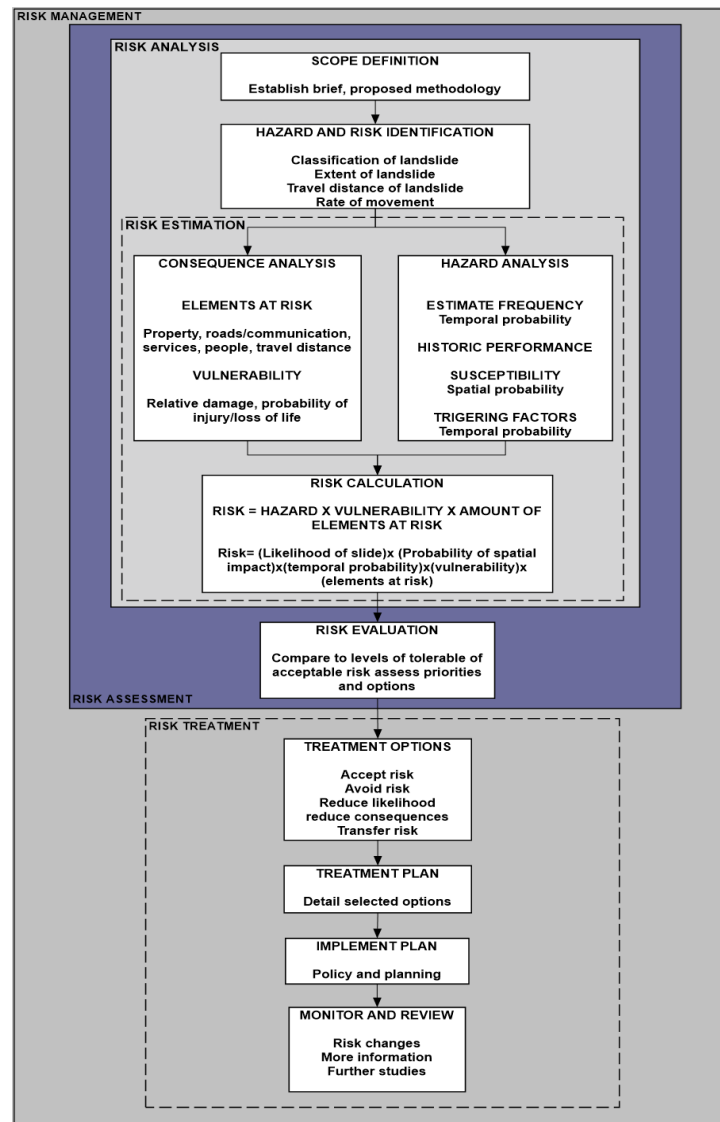 RISK MANAGEMENT
RISK ANALYSIS
SCOPE DEFINITION
Establish brief, proposed methodology
HAZARD AND RISK IDENTIFICATION
Classification of landslide
Extent of landslide
Travel distance of landslide
Rate of movement
RISK ESTIMATION
CONSEQUENCE ANALYSIS
ELEMENTS AT RISK
Property, roads/communication,
services, people, travel distance
VULNERABILITY
Relative damage, probability of
injury/loss of life
HAZARD ANALYSIS
ESTIMATE FREQUENCY
Temporal probability
HISTORIC PERFORMANCE
SUSCEPTIBILITY
Spatial probability
TRIGERING FACTORS
Temporal probability
RISK CALCULATION
RISK = HAZARD X VULNERABILITY X AMOUNT OF
ELEMENTS AT RISK
Risk= (Likelihood of slide)x (Probability of spatial
impact)x(temporal probability)x(vulnerability)x
(elements at risk)
RISK EVALUATION
Compare to levels of tolerable of
acceptable risk assess priorities
and options
RISK ASSESSMENT
RISK TREATMENT
TREATMENT OPTIONS
Accept risk
Avoid risk
Reduce likelihood
reduce consequences
Transfer risk
TREATMENT PLAN
Detail selected options
IMPLEMENT PLAN
Policy and planning
MONITOR AND REVIEW
Risk changes
More information
Further studies